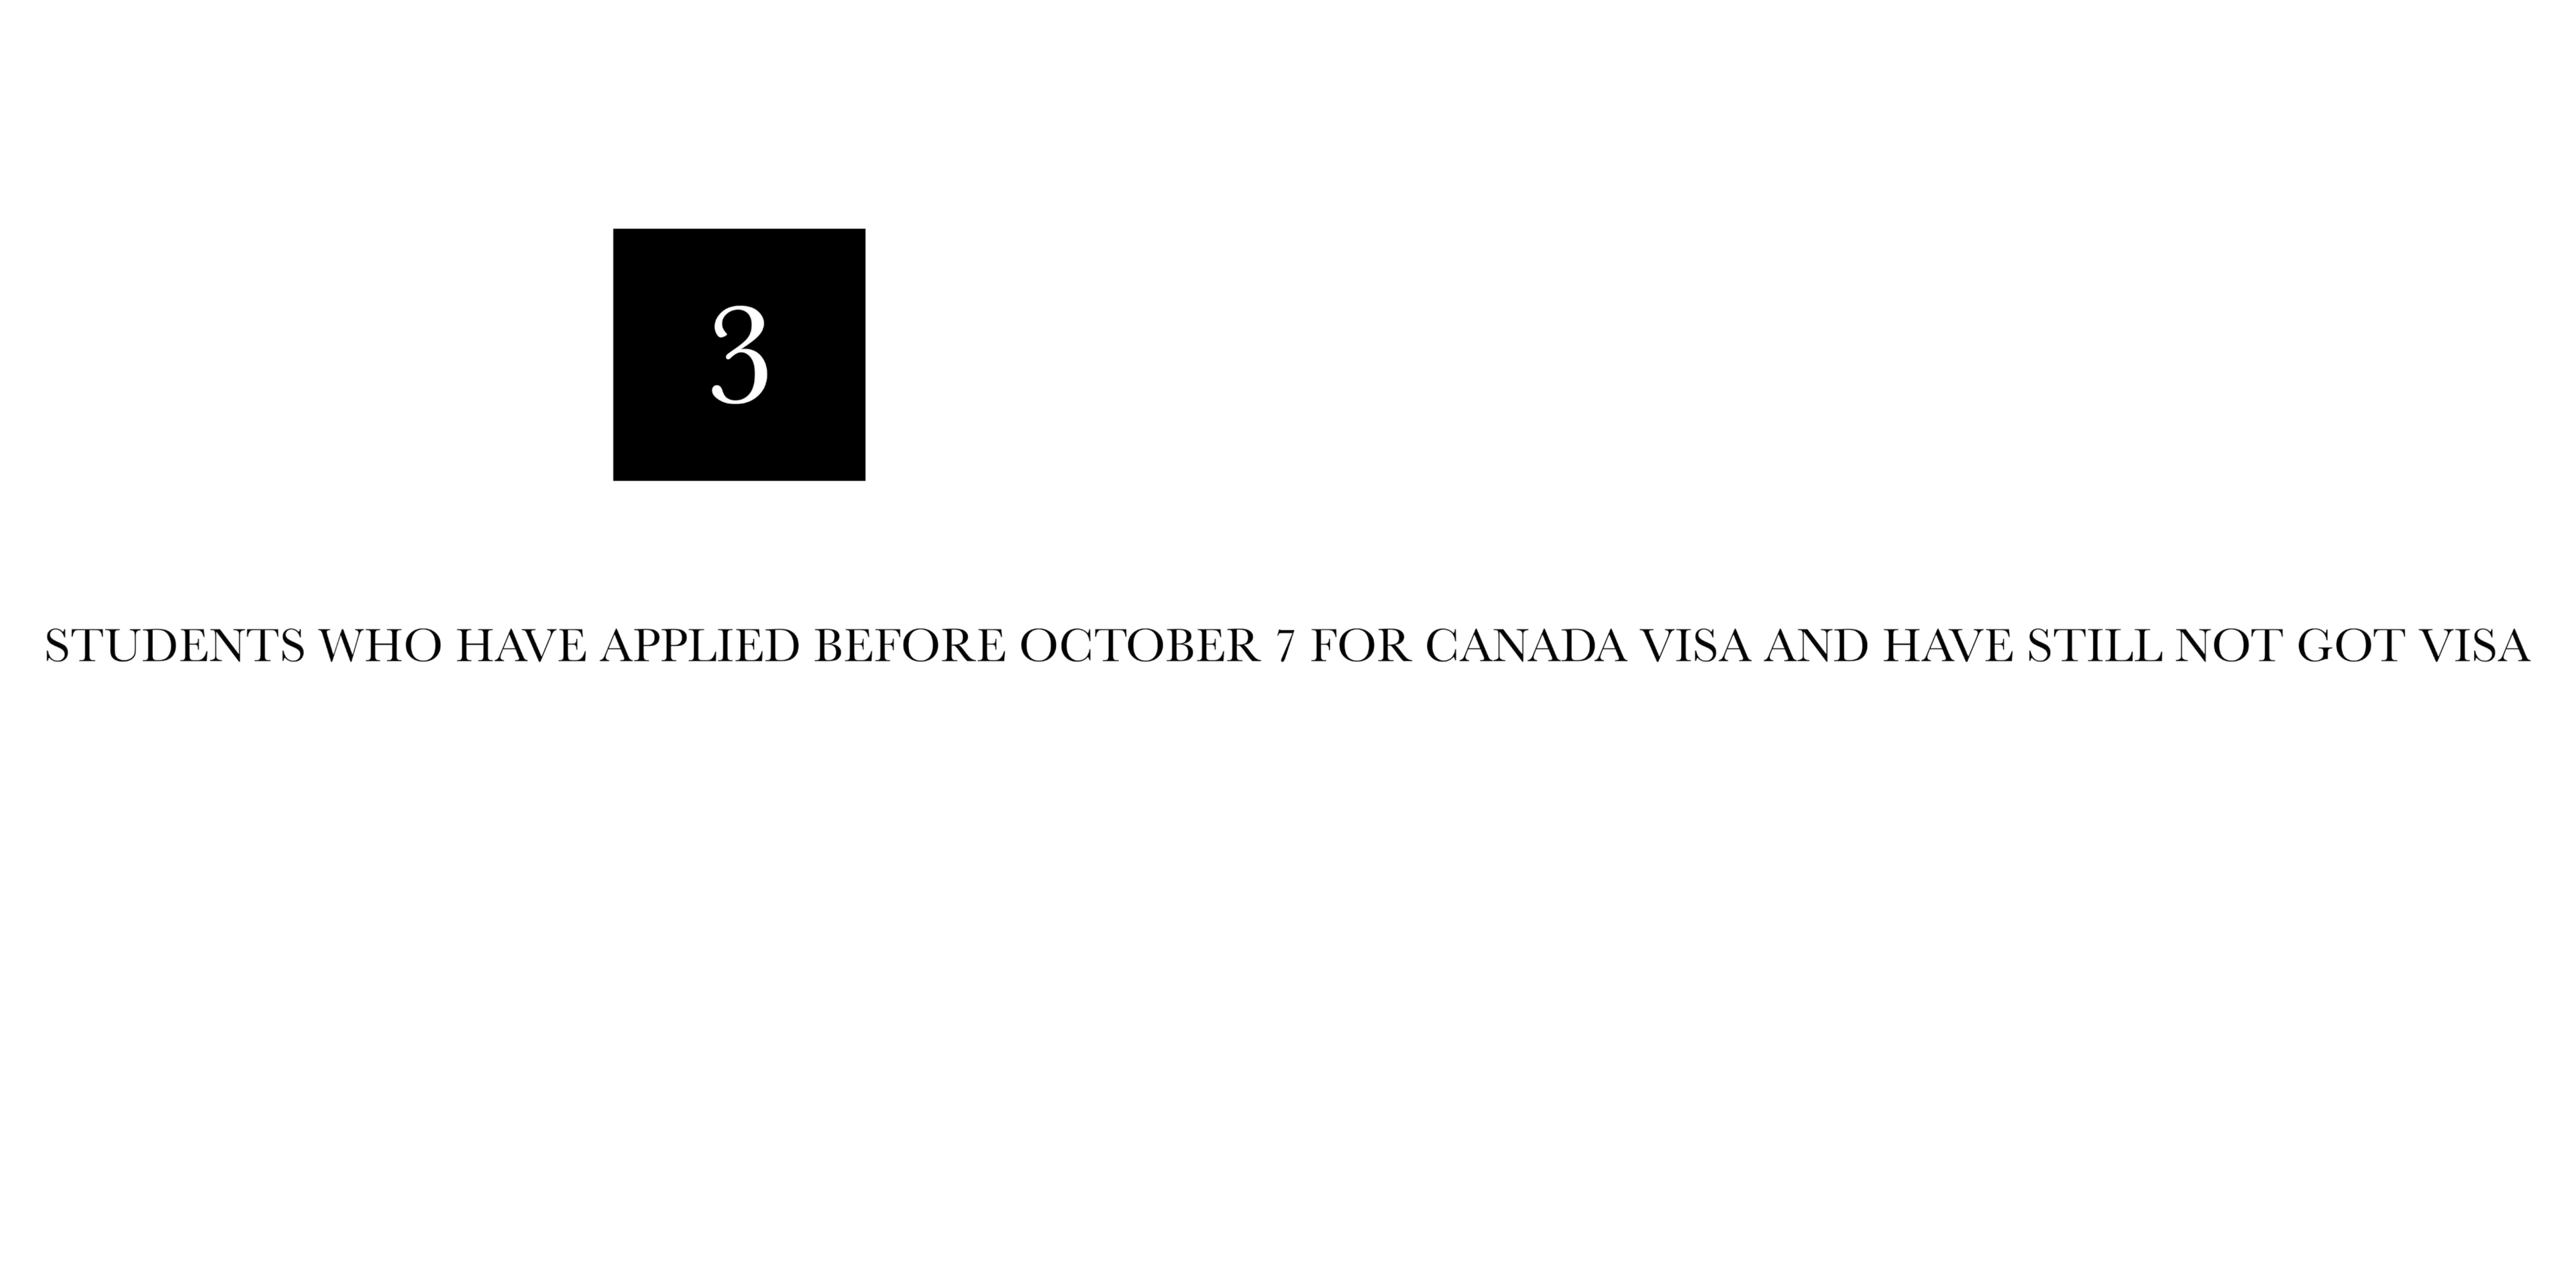 3
STUDENTS WHO HAVE APPLIED BEFORE OCTOBER 7 FOR CANADA VISA AND HAVE STILL NOT GOT VISA